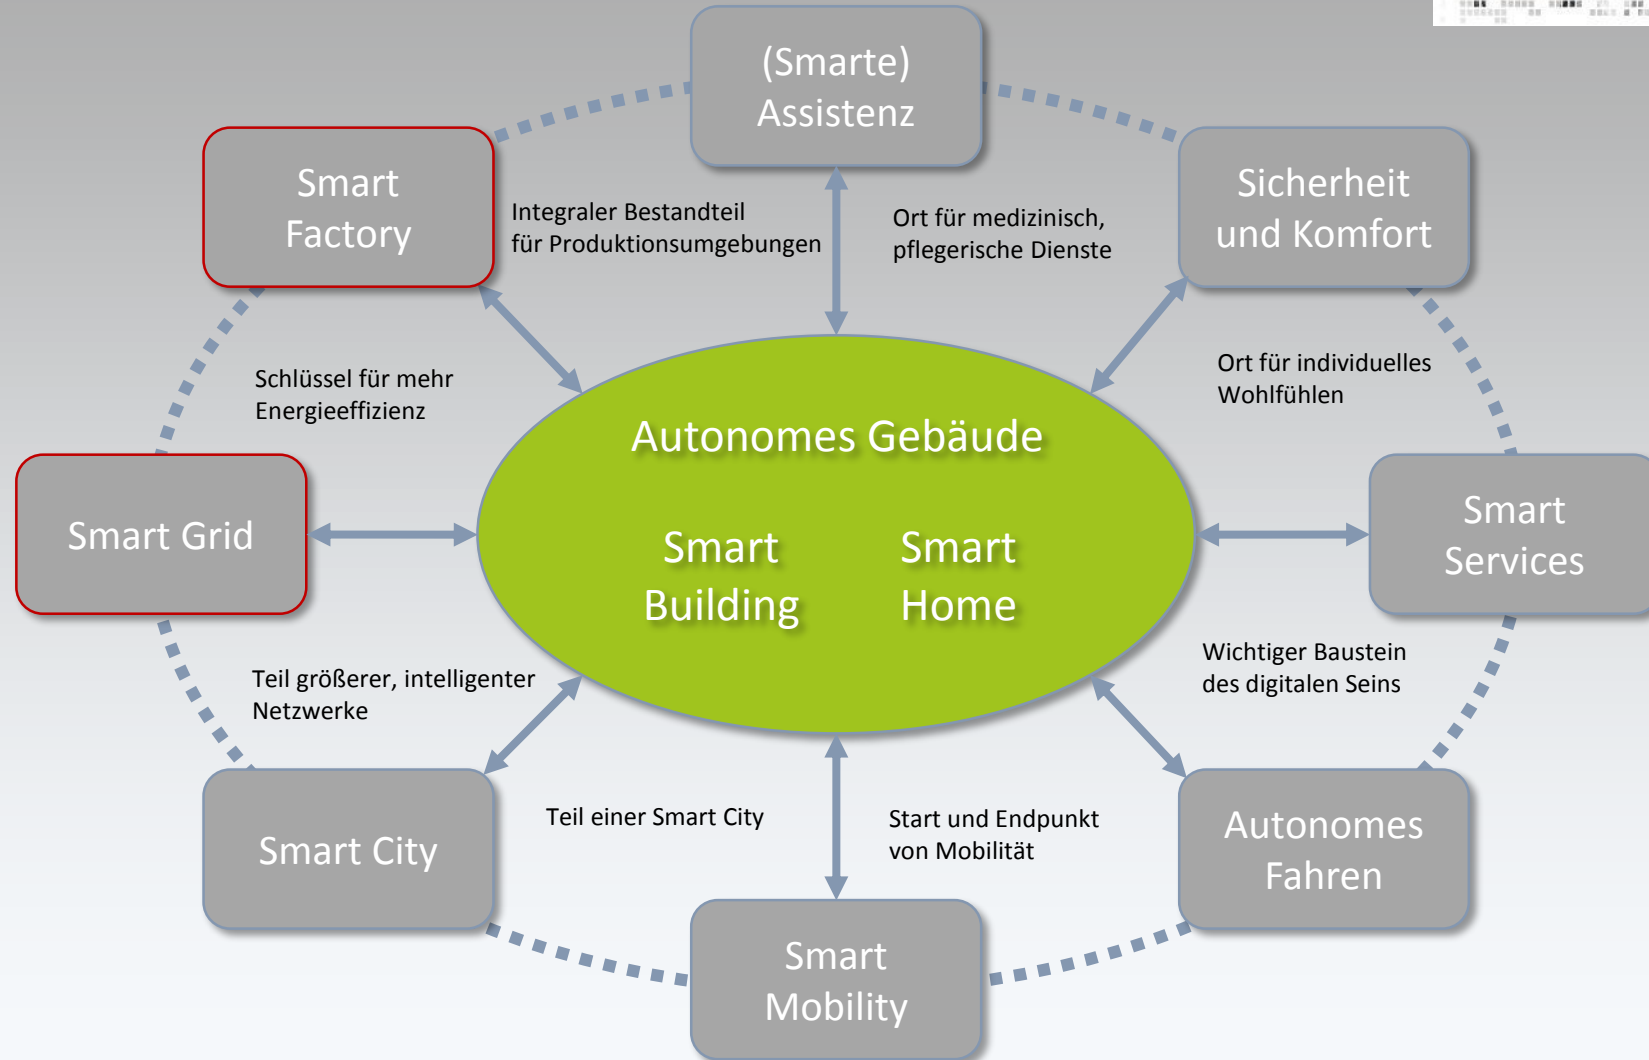 (Smarte)
Assistenz
Smart
Factory
Sicherheit
und Komfort
Integraler Bestandteil
für Produktionsumgebungen
Ort für medizinisch,
pflegerische Dienste
Schlüssel für mehr
Energieeffizienz
Ort für individuelles
Wohlfühlen
Autonomes Gebäude
Smart
Building
Smart
Home
Smart Grid
Smart
Services
Teil größerer, intelligenter
Netzwerke
Wichtiger Baustein
des digitalen Seins
Smart City
Teil einer Smart City
Start und Endpunkt
von Mobilität
Autonomes
Fahren
Smart
Mobility